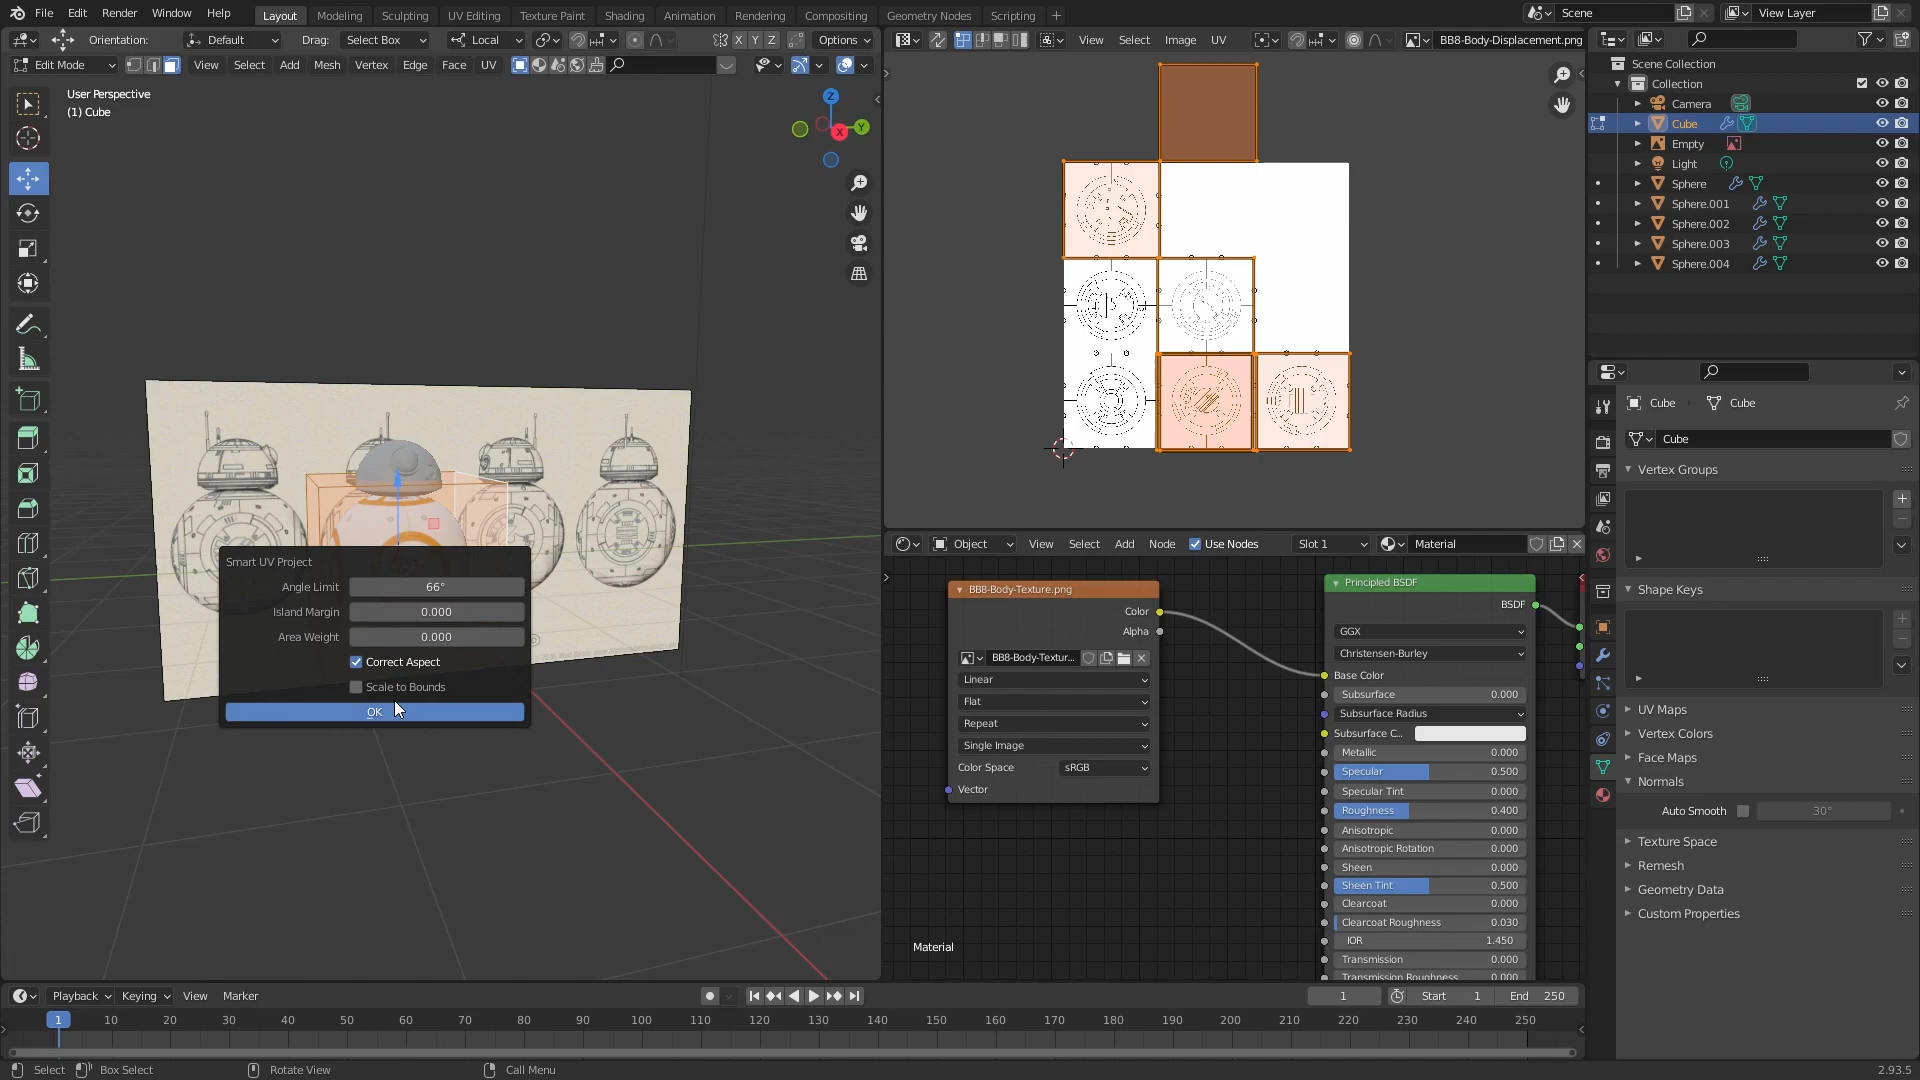 File Edit Render Window Help Layout Modeling Sculpting UV Editing Texture Paint Shading Animation Rendering Compositing Geometry Nodes Scripting + Scene View Layer
Orientation: Default Drag: Select Box Local X Y Z Options
View Select Image UV BB8-Body-Displacement.png
Edit Mode View Select Add Mesh Vertex Edge Face UV
User Perspective
(1) Cube
Z
Y
X
Scene Collection
Collection
Camera
Cube
Empty
Light
Sphere
Sphere.001
Sphere.002
Sphere.003
Sphere.004
Smart UV Project
Angle Limit 66°
Island Margin 0.000
Area Weight 0.000
Correct Aspect
Scale to Bounds
OK
Object View Select Add Node Use Nodes Slot 1 Material
BB8-Body-Texture.png
Color
Alpha
BB8-Body-Textur...
Linear
Flat
Repeat
Single Image
Color Space sRGB
Vector
Material
Principled BSDF
BSDF
GGX
Christensen-Burley
Base Color
Subsurface 0.000
Subsurface Radius
Subsurface C...
Metallic 0.000
Specular 0.500
Specular Tint 0.000
Roughness 0.400
Anisotropic 0.000
Anisotropic Rotation 0.000
Sheen 0.000
Sheen Tint 0.500
Clearcoat 0.000
Clearcoat Roughness 0.030
IOR 1.450
Transmission 0.000
Transmission Roughness 0.000
Cube Cube
Cube
Vertex Groups
Shape Keys
UV Maps
Vertex Colors
Face Maps
Normals
Auto Smooth 30°
Texture Space
Remesh
Geometry Data
Custom Properties
Playback Keying View Marker 1 Start 1 End 250
1 10 20 30 40 50 60 70 80 90 100 110 120 130 140 150 160 170 180 190 200 210 220 230 240 250
Select Box Select Rotate View Call Menu 2.93.5